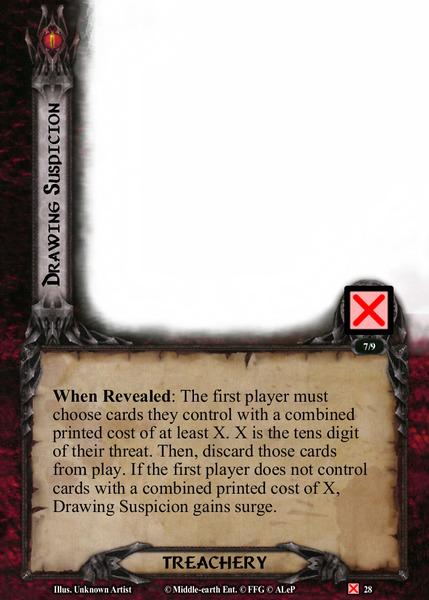 DRAWING SUSPICION
7/9
When Revealed: The first player must
choose cards they control with a combined
printed cost of at least X. X is the tens digit
of their threat. Then, discard those cards
from play. If the first player does not control
cards with a combined printed cost of X,
Drawing Suspicion gains surge.
TREACHERY
Illus. Unknown Artist © Middle-earth Ent. © FFG © ALeP 28